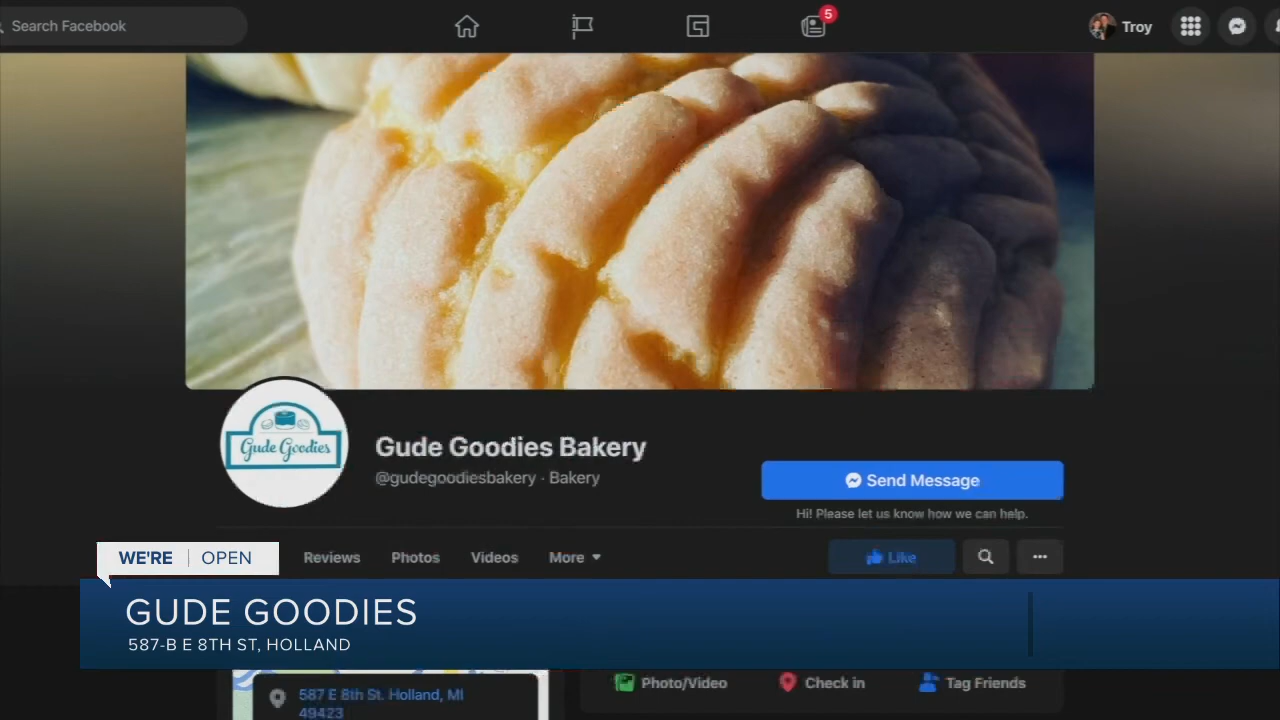 Search Facebook
5
Troy
Gude Goodies
Gude Goodies Bakery
@gudegoodiesbakery · Bakery
Send Message
Hi! Please let us know how we can help.
WE'RE | OPEN
Reviews
Photos
Videos
More
Like
GUDE GOODIES
587-B E 8TH ST, HOLLAND
587 E 8th St. Holland, MI
49423
Photo/Video
Check in
Tag Friends